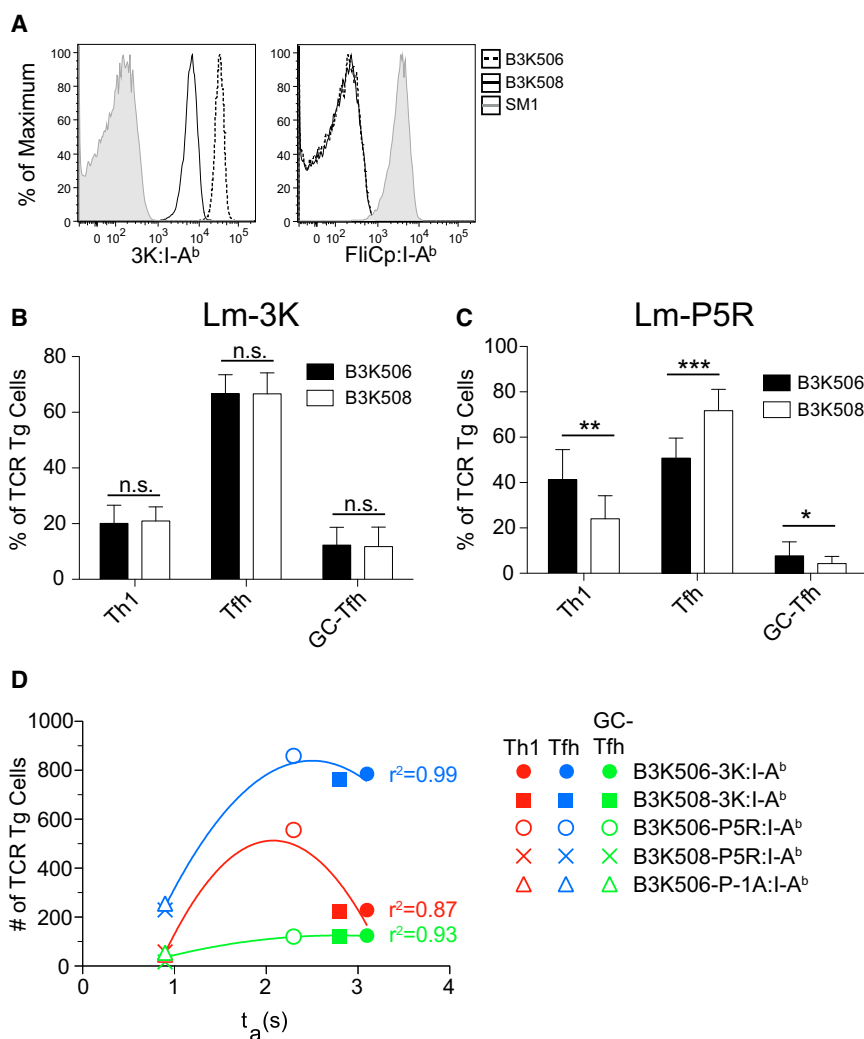 A
% of Maximum
100
80
60
40
20
0
0 10² 10³ 10⁴ 10⁵
3K:I-Aᵇ
100
80
60
40
20
0
0 10² 10³ 10⁴ 10⁵
FliCp:I-Aᵇ
B3K506
B3K508
SM1
B
Lm-3K
% of TCR Tg Cells
80
60
40
20
0
n.s.
n.s.
n.s.
B3K506
B3K508
Th1
Tfh
GC-Tfh
C
Lm-P5R
% of TCR Tg Cells
100
80
60
40
20
0
**
***
*
B3K506
B3K508
Th1
Tfh
GC-Tfh
D
# of TCR Tg Cells
1000
800
600
400
200
0
0 1 2 3 4
t_a(s)
r²=0.99
r²=0.87
r²=0.93
Th1 Tfh GC-Tfh
B3K506-3K:I-Aᵇ
B3K508-3K:I-Aᵇ
B3K506-P5R:I-Aᵇ
B3K508-P5R:I-Aᵇ
B3K506-P-1A:I-Aᵇ